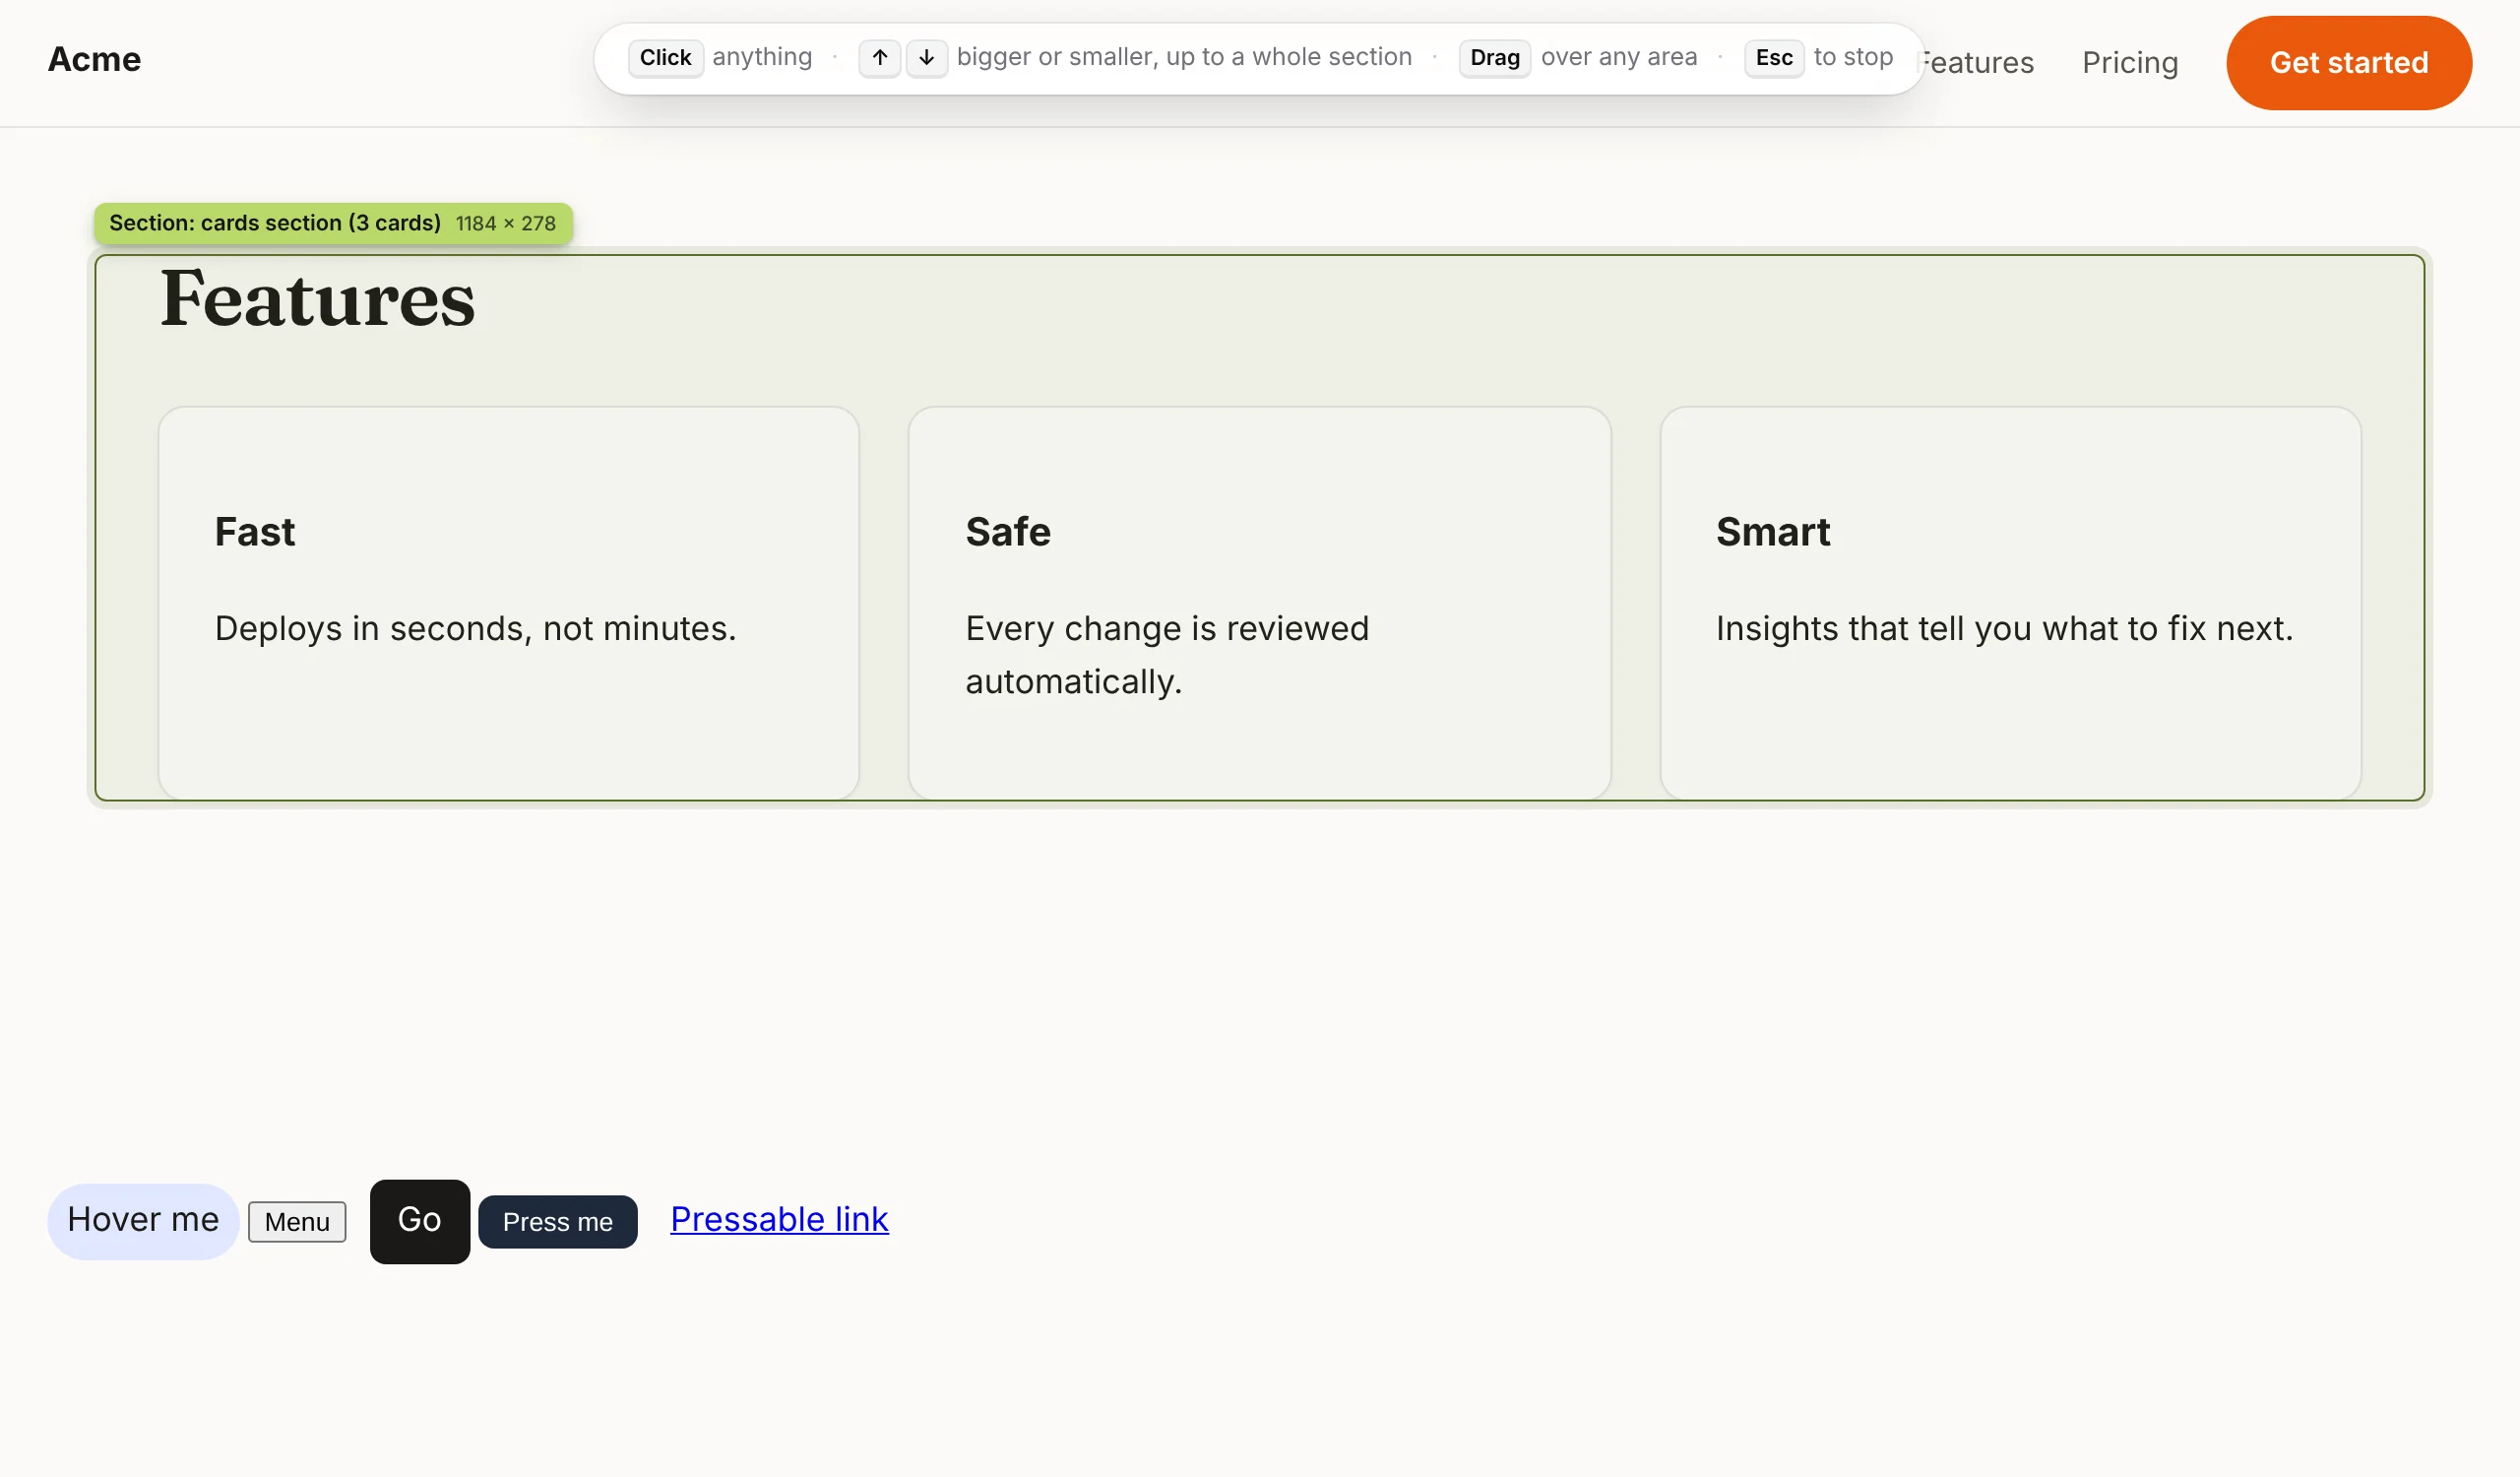 Acme
Click anything · ↑ ↓ bigger or smaller, up to a whole section · Drag over any area · Esc to stop
Features
Pricing
Get started
Section: cards section (3 cards) 1184 × 278
Features
Fast
Deploys in seconds, not minutes.
Safe
Every change is reviewed
automatically.
Smart
Insights that tell you what to fix next.
Hover me
Menu
Go
Press me
Pressable link